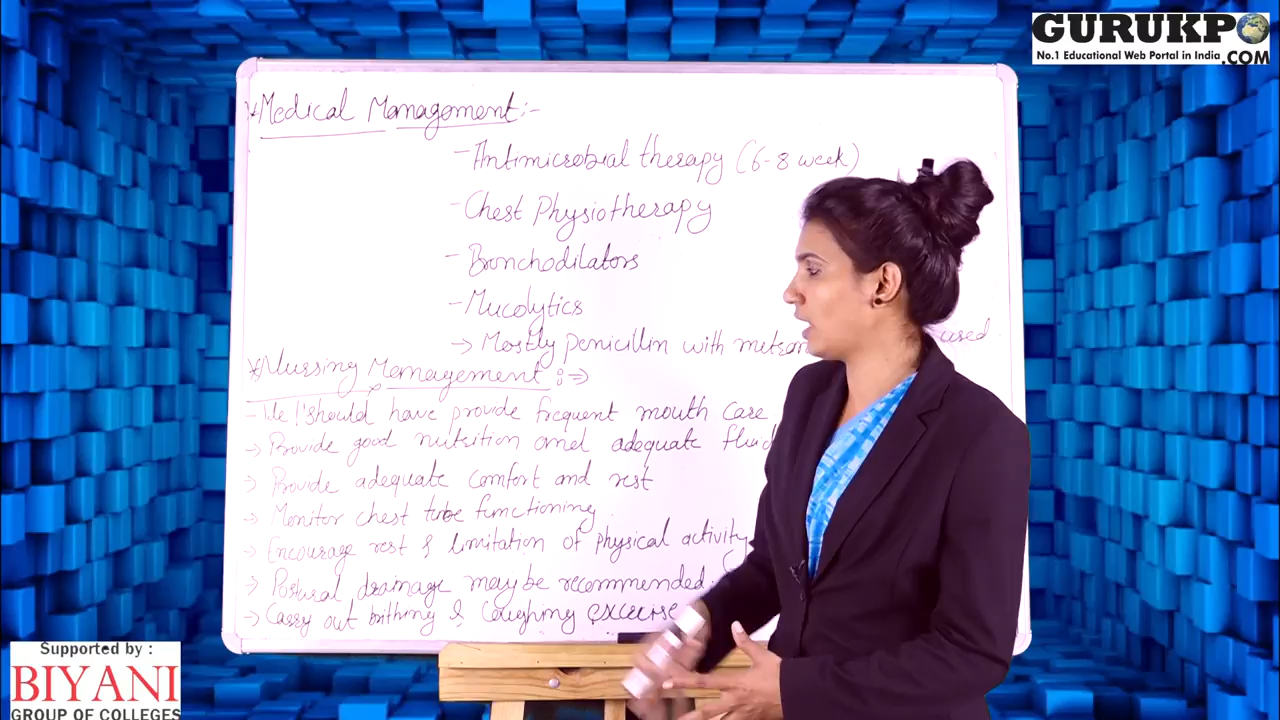 GURUKPO
No.1 Educational Web Portal in India .COM
* Medical Management :-
- Antimicrobial therapy (6-8 week)
- Chest Physiotherapy
- Bronchodilators
- Mucolytics
→ Mostly penicillin with used
* Nursing Management :⇒
- should have provide frequent mouth care
→ Provide good nutrition and adequate fluid
→ Provide adequate comfort and rest
→ Monitor chest tube functioning.
→ Encourage rest & limitation of physical activity
→ Postural drainage may be recommended.
→ Carry out & Coughing excerise
Supported by :
BIYANI
GROUP OF COLLEGES